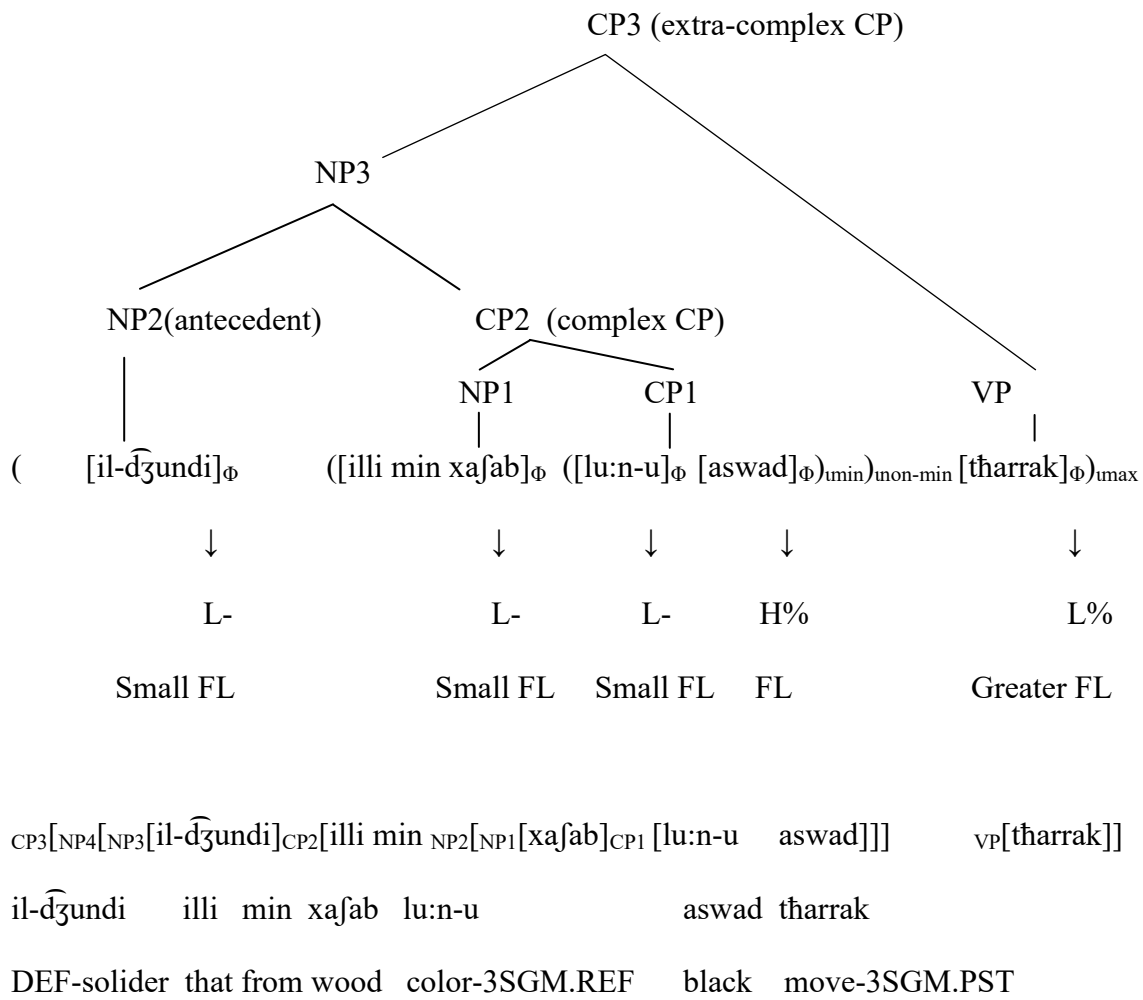 CP3 (extra-complex CP)
NP3
NP2(antecedent) CP2 (complex CP)
NP1 CP1 VP
( [il-d͡ʒundi]Φ ([illi min xaʃab]Φ ([lu:n-u]Φ [aswad]Φ)ιmin)ιnon-min [tħarrak]Φ)ιmax
↓ ↓ ↓ ↓ ↓
L- L- L- H% L%
Small FL Small FL Small FL FL Greater FL
CP3[NP4[NP3[il-d͡ʒundi]CP2[illi min NP2[NP1[xaʃab]CP1 [lu:n-u aswad]]] VP[tħarrak]]
il-d͡ʒundi illi min xaʃab lu:n-u aswad tħarrak
DEF-solider that from wood color-3SGM.REF black move-3SGM.PST